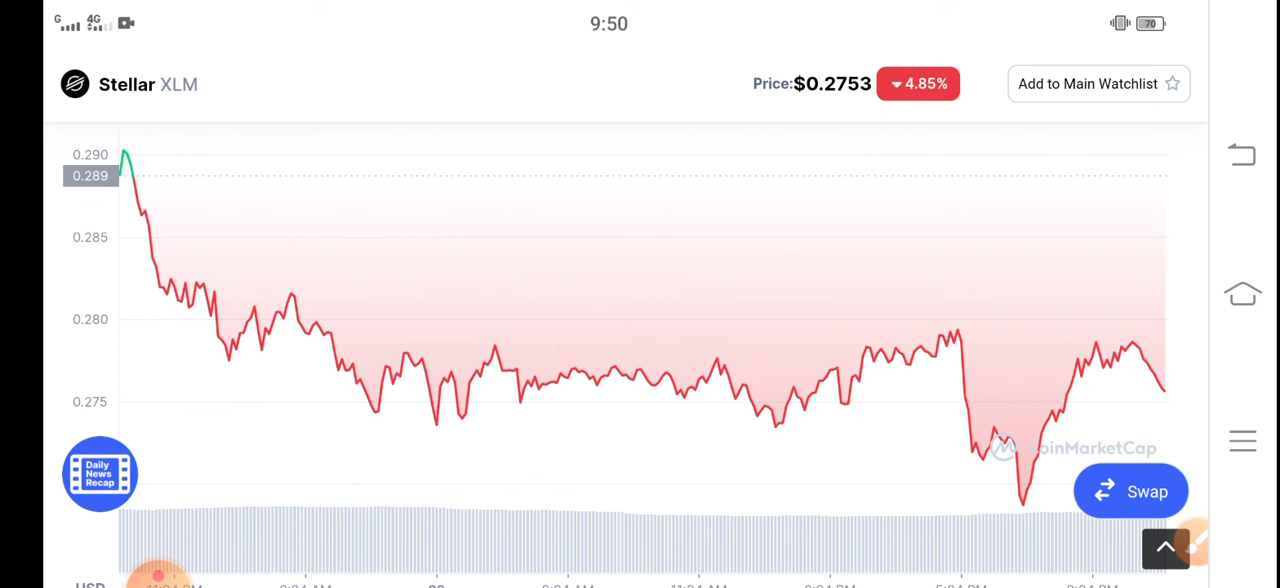 G 4G 9:50 70
Stellar XLM Price:$0.2753 4.85% Add to Main Watchlist
0.290
0.289
0.285
0.280
0.275
CoinMarketCap
Daily
News
Recap
Swap
USD